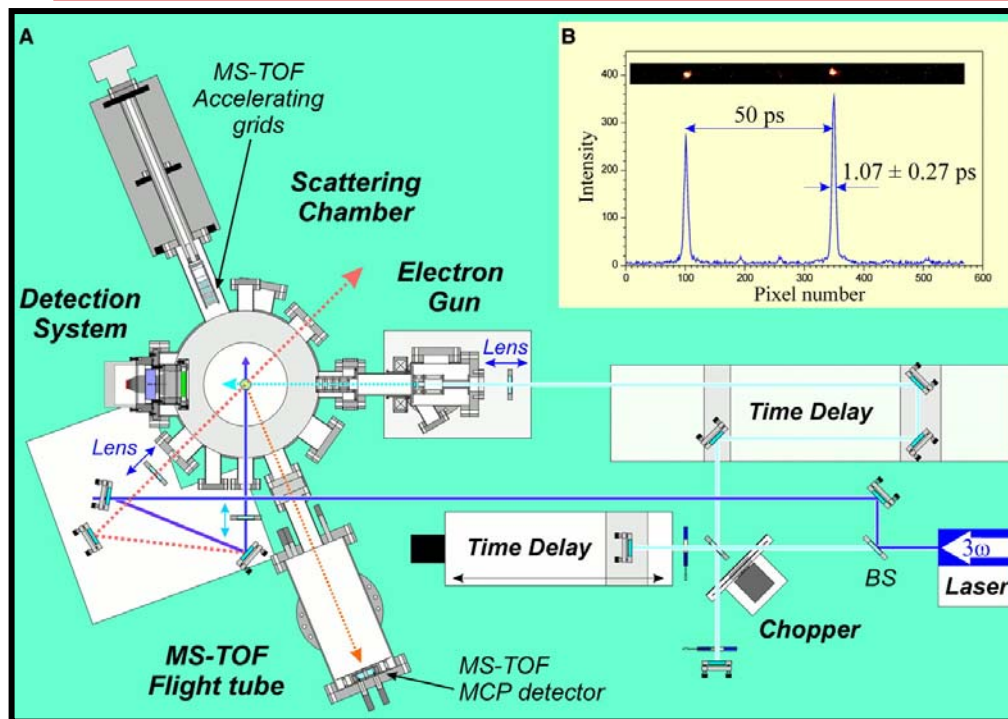 A
MS-TOF
Accelerating
grids
Scattering
Chamber
Detection
System
Electron
Gun
Lens
Lens
Time Delay
Time Delay
BS
3ω
Laser
Chopper
MS-TOF
Flight tube
MS-TOF
MCP detector
B
400
300
200
100
0
Intensity
50 ps
1.07 ± 0.27 ps
0 100 200 300 400 500 600
Pixel number